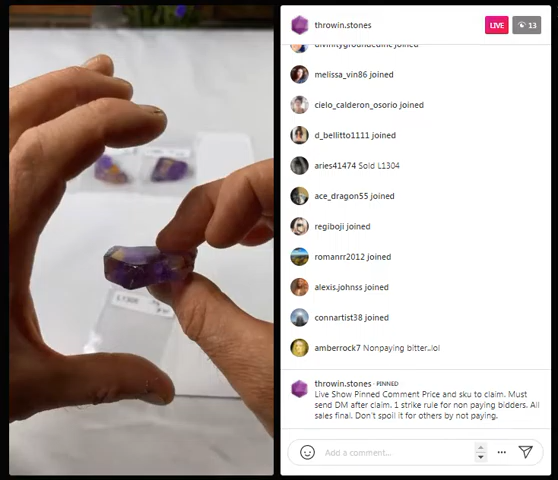 throwin.stones
LIVE
13
melissa_vin86 joined
cielo_calderon_osorio joined
d_bellitto1111 joined
aries41474 Sold L1304
ace_dragon55 joined
regiboji joined
romanrr2012 joined
alexis.johnss joined
connartist38 joined
amberrock7 Nonpaying bitter..lol
throwin.stones · PINNED
Live Show Pinned Comment Price and sku to claim. Must
send DM after claim. 1 strike rule for non paying bidders. All
sales final. Don't spoil it for others by not paying.
Add a comment...